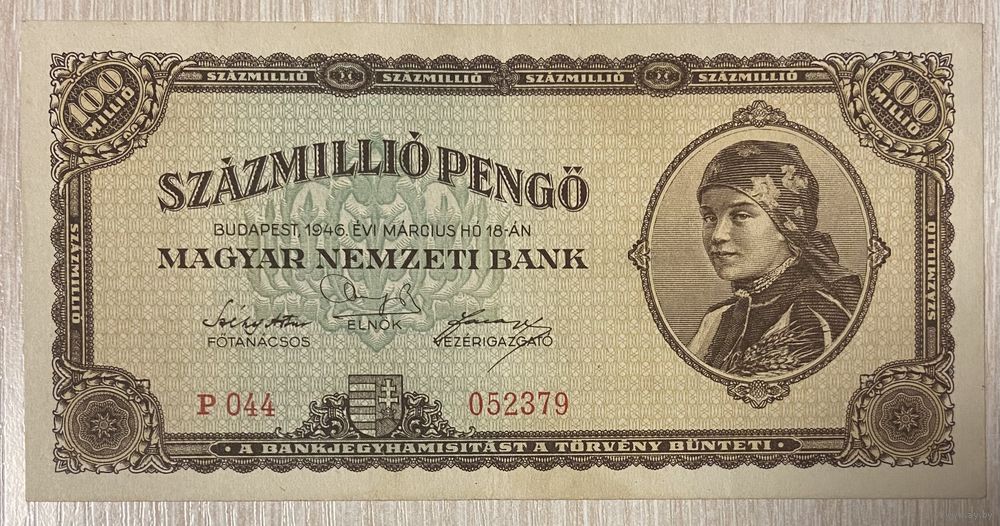 100 MILLIÓ
SZÁZMILLIÓ SZÁZMILLIÓ SZÁZMILLIÓ SZÁZMILLIÓ
100 MILLIÓ
SZÁZMILLIÓ PENGŐ
BUDAPEST, 1946. ÉVI MÁRCIUS HÓ 18-ÁN
MAGYAR NEMZETI BANK
ELNÖK
FŐTANÁCSOS
VEZÉRIGAZGATÓ
SZÁZMILLIÓ
SZÁZMILLIÓ
P 044
052379
· A BANKJEGYHAMISITÁST A TÖRVÉNY BÜNTETI ·